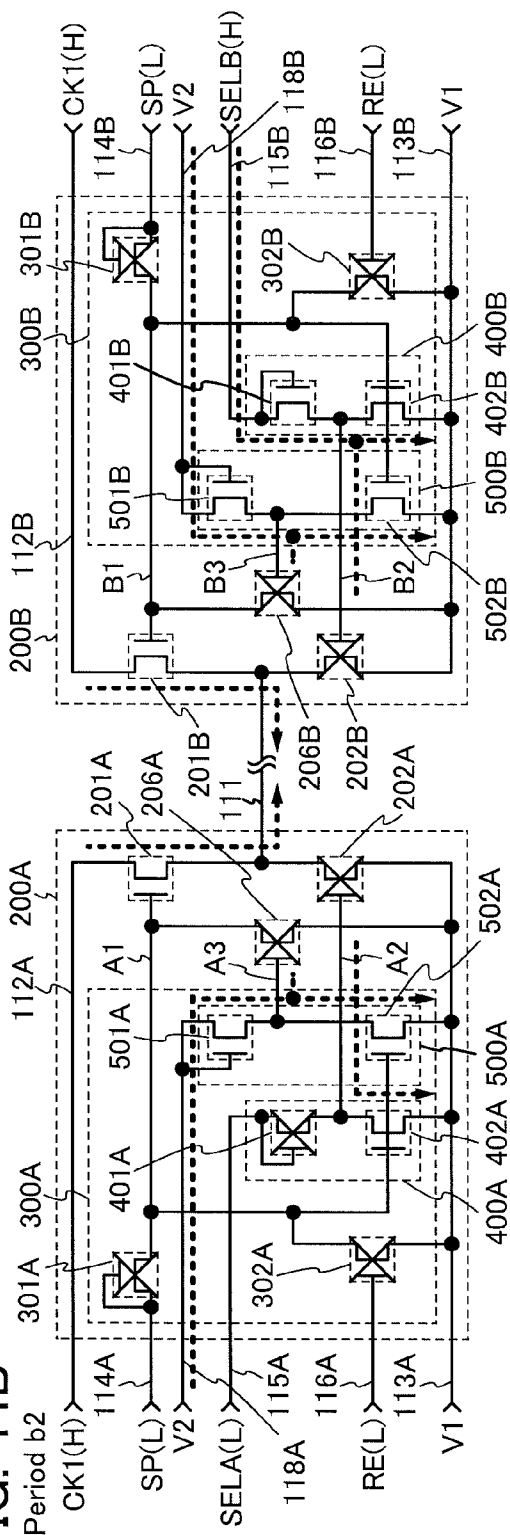 FIG. 11B
Period b2
200A
112A
201A
206A
111
200B
112B
300A
301A
A1
501A
A3
401A
202A
302A
A2
400A
500A
502A
CK1(H)
114A
SP(L)
V2
SELA(L)
118A
115A
RE(L)
116A
113A
V1
300B
301B
B1
201B
501B
401B
B3
206B
202B
B2
302B
400B
500B
402B
502B
402A
CK1(H)
114B
SP(L)
V2
SELB(H)
118B
115B
RE(L)
116B
113B
V1